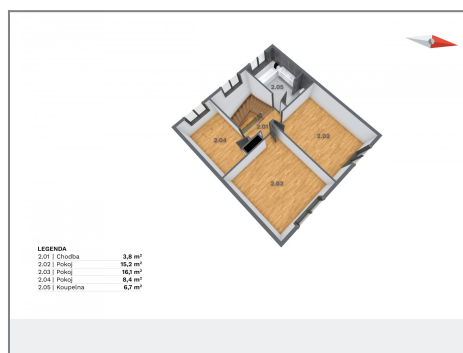 2.05
2.01
2.03
2.04
2.02
LEGENDA
2.01 | Chodba 3,8 m²
2.02 | Pokoj 15,2 m²
2.03 | Pokoj 16,1 m²
2.04 | Pokoj 8,4 m²
2.05 | Koupelna 6,7 m²